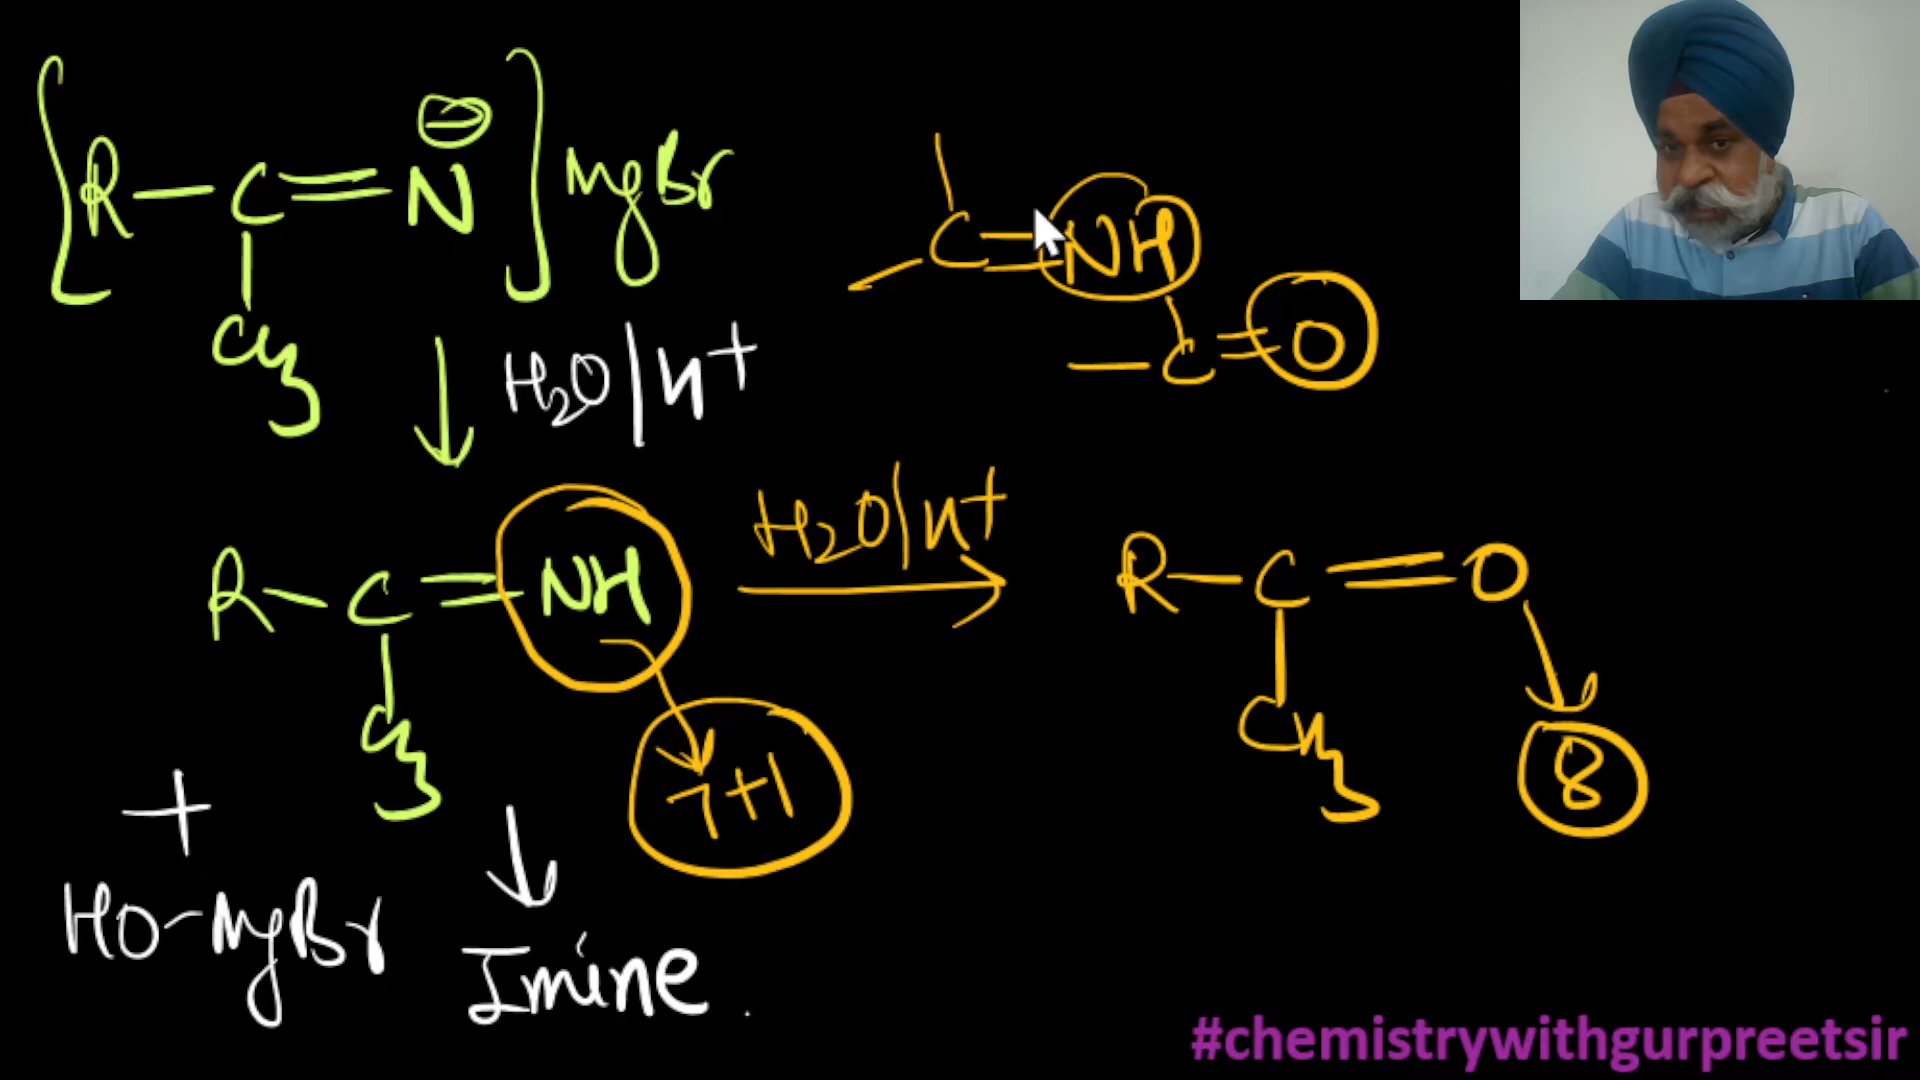 [R-C=N⊖]MgBr
CH3
H2O/H+
C=NH
-C=O
R-C=NH
CH3
H2O/H+
R-C=O
CH3
7+1
8
+
HO-MgBr
Imine.
#chemistrywithgurpreetsir